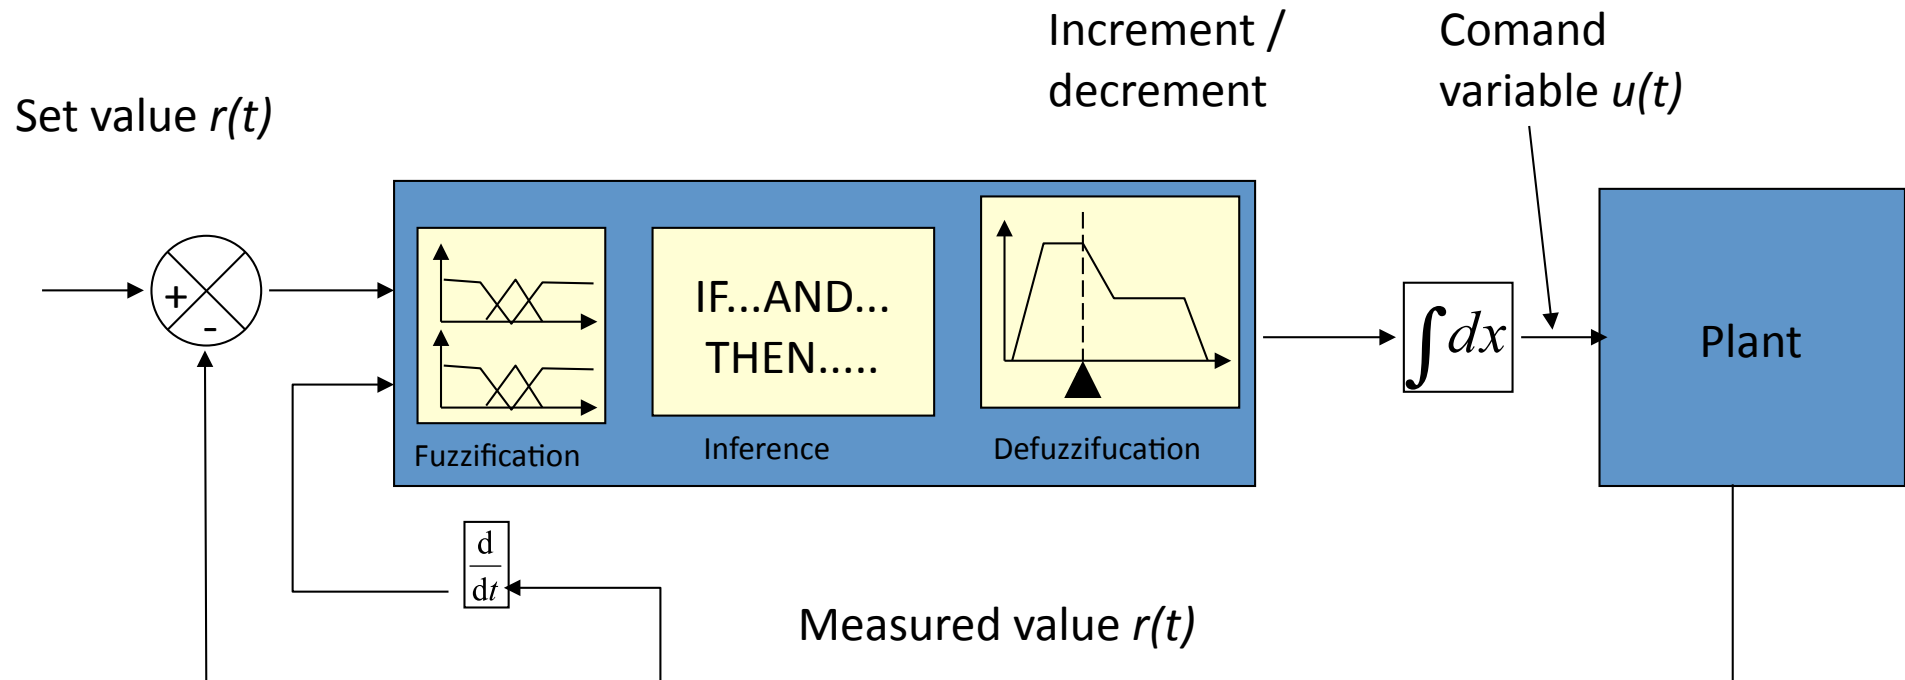 Increment /
decrement
Comand
variable u(t)
Set value r(t)
+
-
IF...AND...
THEN.....
Fuzzification
Inference
Defuzzifucation
∫dx
Plant
d
dt
Measured value r(t)